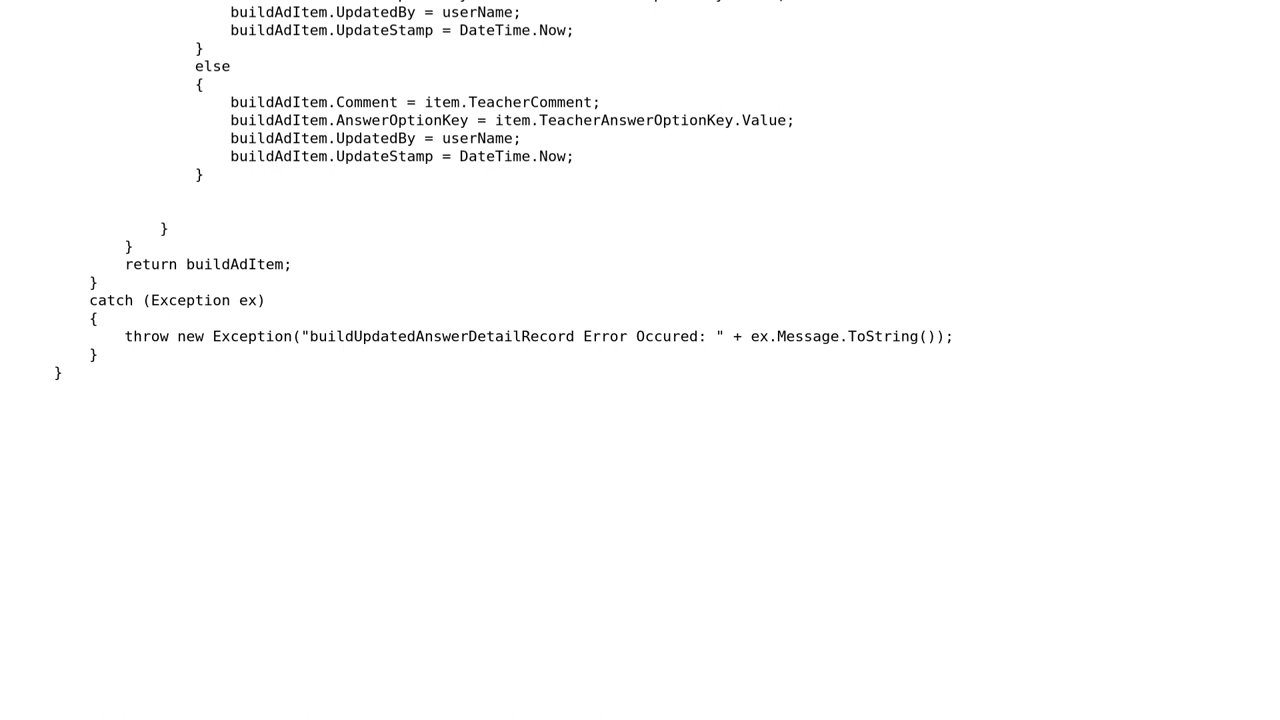 buildAdItem.UpdatedBy = userName;
buildAdItem.UpdateStamp = DateTime.Now;
}
else
{
buildAdItem.Comment = item.TeacherComment;
buildAdItem.AnswerOptionKey = item.TeacherAnswerOptionKey.Value;
buildAdItem.UpdatedBy = userName;
buildAdItem.UpdateStamp = DateTime.Now;
}
}
}
return buildAdItem;
}
catch (Exception ex)
{
throw new Exception("buildUpdatedAnswerDetailRecord Error Occured: " + ex.Message.ToString());
}
}